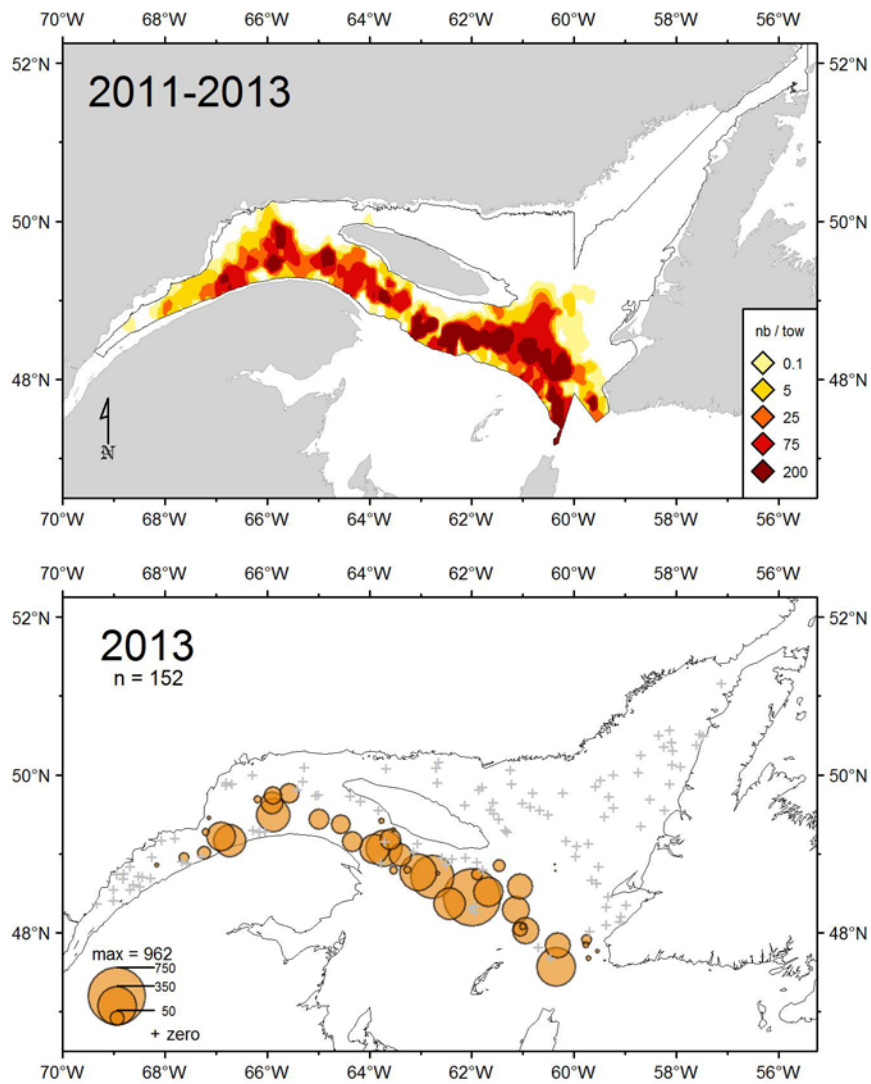 70°W 68°W 66°W 64°W 62°W 60°W 58°W 56°W
52°N 52°N
2011-2013
50°N 50°N
nb / tow
0.1
5
48°N 48°N
25
75
N
200
70°W 68°W 66°W 64°W 62°W 60°W 58°W 56°W
70°W 68°W 66°W 64°W 62°W 60°W 58°W 56°W
52°N 52°N
2013
n = 152
50°N 50°N
48°N 48°N
max = 962
750
350
50
+ zero
70°W 68°W 66°W 64°W 62°W 60°W 58°W 56°W